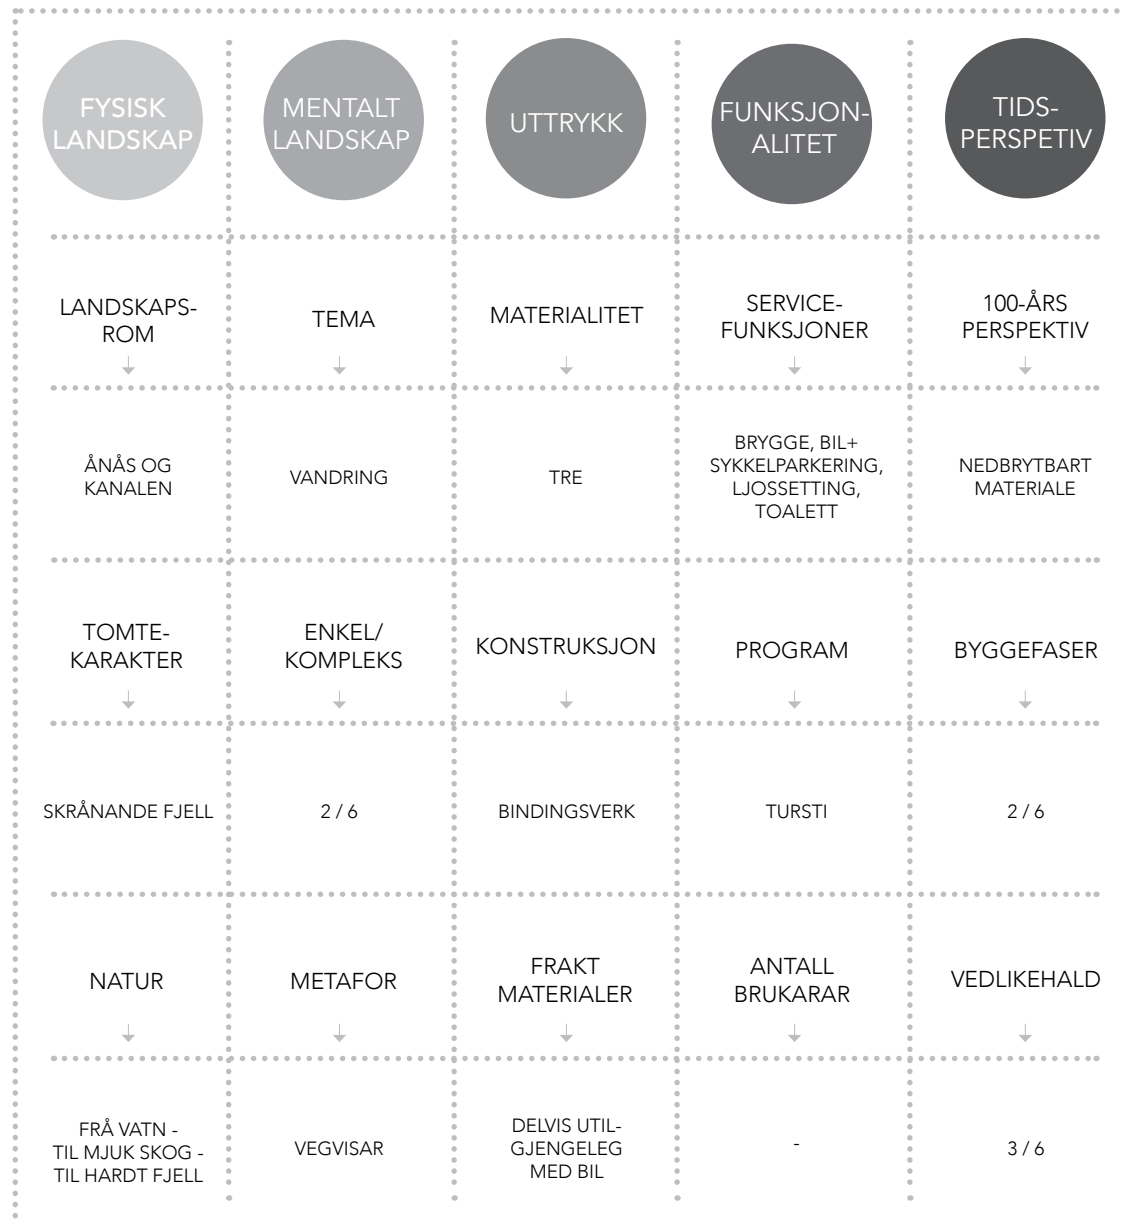 FYSISK
LANDSKAP
MENTALT
LANDSKAP
UTTRYKK
FUNKSJON-
ALITET
TIDS-
PERSPETIV
LANDSKAPS-
ROM
TEMA
MATERIALITET
SERVICE-
FUNKSJONER
100-ÅRS
PERSPEKTIV
ÅNÅS OG
KANALEN
VANDRING
TRE
BRYGGE, BIL+
SYKKELPARKERING,
LJOSSETTING,
TOALETT
NEDBRYTBART
MATERIALE
TOMTE-
KARAKTER
ENKEL/
KOMPLEKS
KONSTRUKSJON
PROGRAM
BYGGEFASER
SKRÅNANDE FJELL
2 / 6
BINDINGSVERK
TURSTI
2 / 6
NATUR
METAFOR
FRAKT
MATERIALER
ANTALL
BRUKARAR
VEDLIKEHALD
FRÅ VATN -
TIL MJUK SKOG -
TIL HARDT FJELL
VEGVISAR
DELVIS UTIL-
GJENGELEG
MED BIL
-
3 / 6